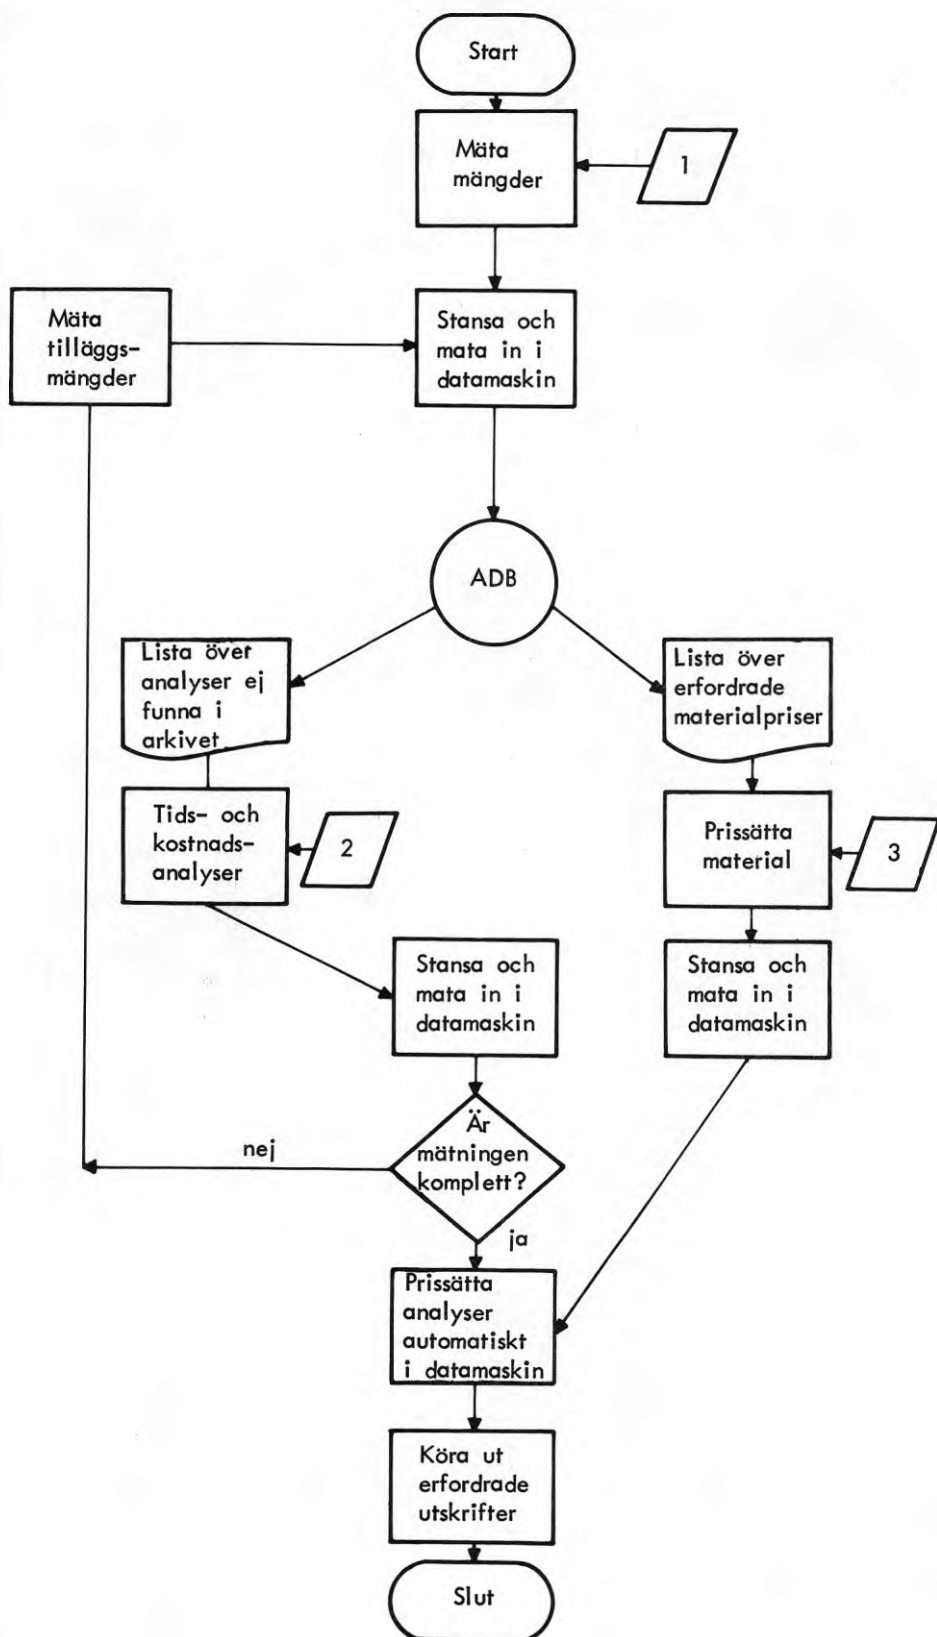 Start
Mäta
mängder
1
Mäta
tilläggs-
mängder
Stansa och
mata in i
datamaskin
ADB
Lista över
analyser ej
funna i
arkivet
Lista över
erfordrade
materialpriser
Tids- och
kostnads-
analyser
2
Prissätta
material
3
Stansa och
mata in i
datamaskin
Stansa och
mata in i
datamaskin
Är
mätningen
komplett?
nej
ja
Prissätta
analyser
automatiskt
i datamaskin
Köra ut
erfordrade
utskrifter
Slut